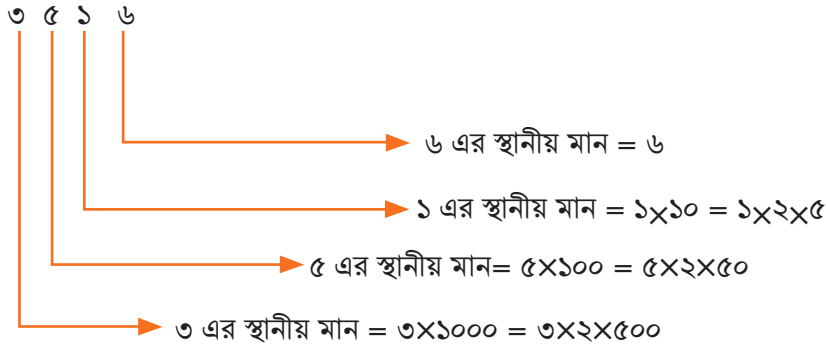 ৩ ৫ ১ ৬
৬ এর স্থানীয় মান = ৬
১ এর স্থানীয় মান = ১×১০ = ১×২×৫
৫ এর স্থানীয় মান= ৫×১০০ = ৫×২×৫০
৩ এর স্থানীয় মান = ৩×১০০০ = ৩×২×৫০০